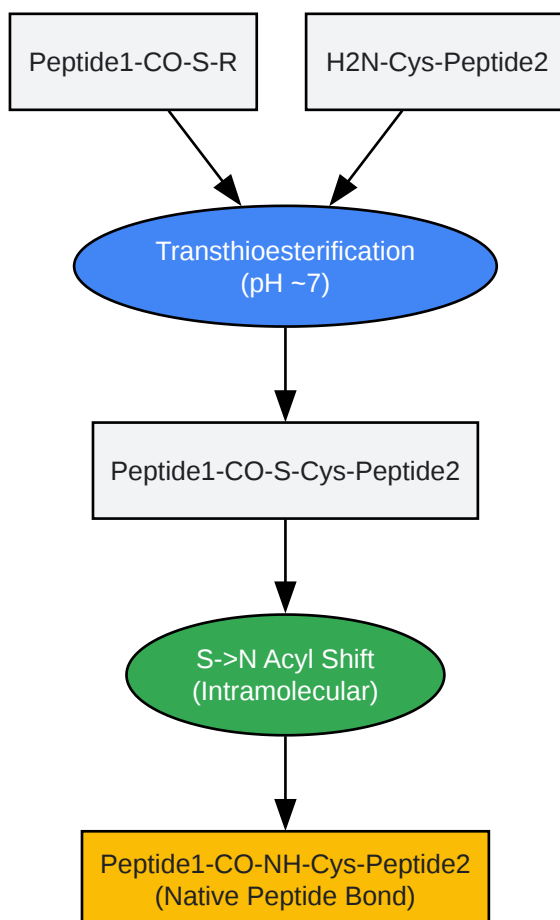 Peptide1-CO-S-R
H2N-Cys-Peptide2
Transthioesterification
(pH ~7)
Peptide1-CO-S-Cys-Peptide2
S->N Acyl Shift
(Intramolecular)
Peptide1-CO-NH-Cys-Peptide2
(Native Peptide Bond)